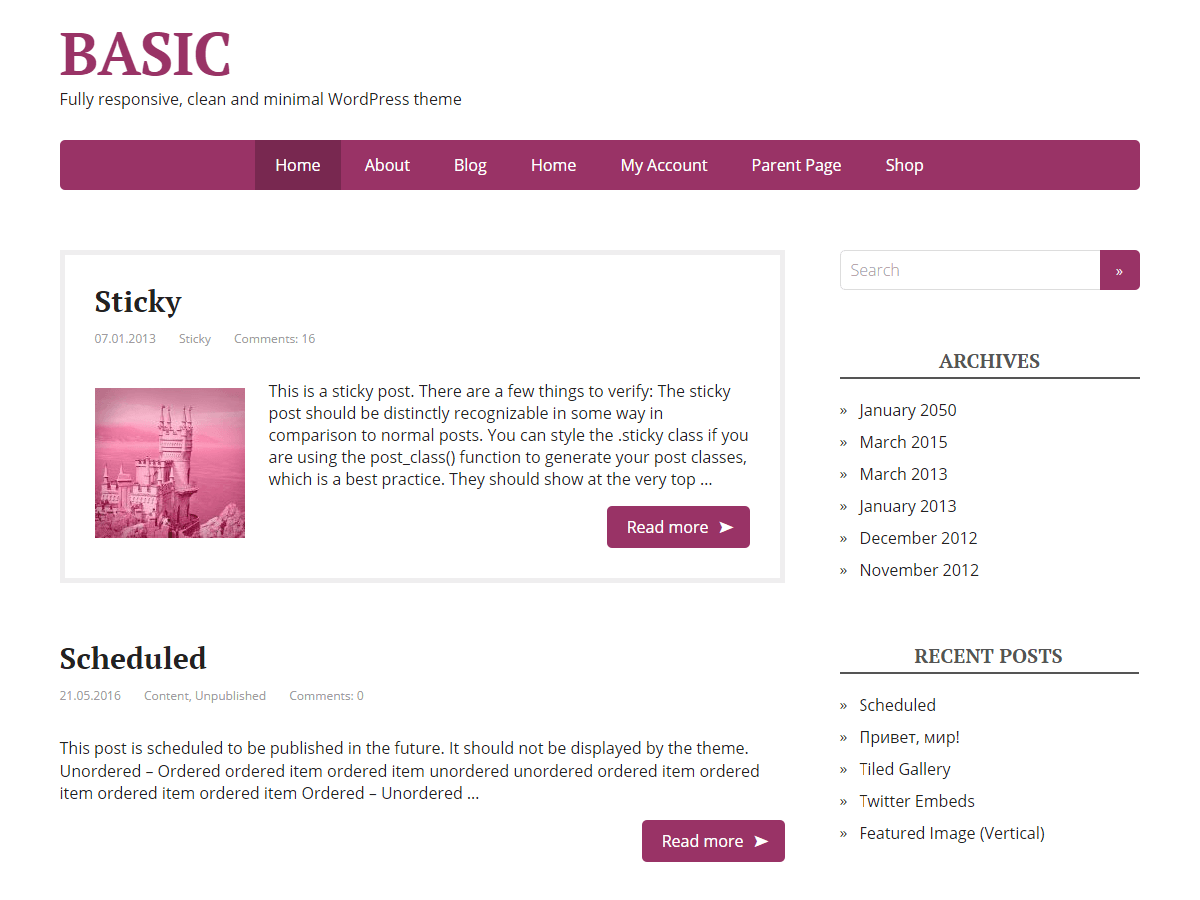 BASIC
Fully responsive, clean and minimal WordPress theme
Home About Blog Home My Account Parent Page Shop
Sticky
07.01.2013 Sticky Comments: 16
This is a sticky post. There are a few things to verify: The sticky
post should be distinctly recognizable in some way in
comparison to normal posts. You can style the .sticky class if you
are using the post_class() function to generate your post classes,
which is a best practice. They should show at the very top ...
Read more ➤
Scheduled
21.05.2016 Content, Unpublished Comments: 0
This post is scheduled to be published in the future. It should not be displayed by the theme.
Unordered – Ordered ordered item ordered item unordered unordered ordered item ordered
item ordered item ordered item Ordered – Unordered ...
Read more ➤
Search »
ARCHIVES
» January 2050
» March 2015
» March 2013
» January 2013
» December 2012
» November 2012
RECENT POSTS
» Scheduled
» Привет, мир!
» Tiled Gallery
» Twitter Embeds
» Featured Image (Vertical)